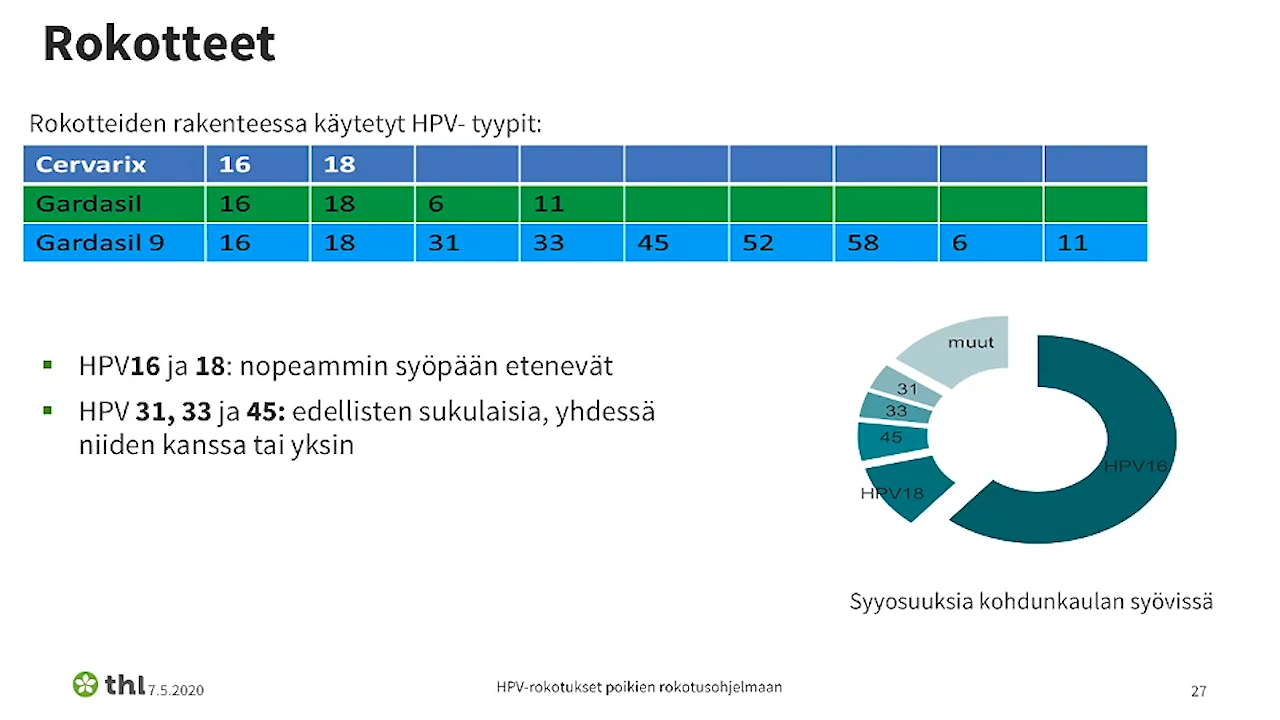 Rokotteet
Rokotteiden rakenteessa käytetyt HPV- tyypit:
Cervarix 16 18
Gardasil 16 18 6 11
Gardasil 9 16 18 31 33 45 52 58 6 11
▪ HPV16 ja 18: nopeammin syöpään etenevät
▪ HPV 31, 33 ja 45: edellisten sukulaisia, yhdessä
niiden kanssa tai yksin
muut
31
33
45
HPV18
HPV16
Syyosuuksia kohdunkaulan syövissä
thl 7.5.2020
HPV-rokotukset poikien rokotusohjelmaan
27